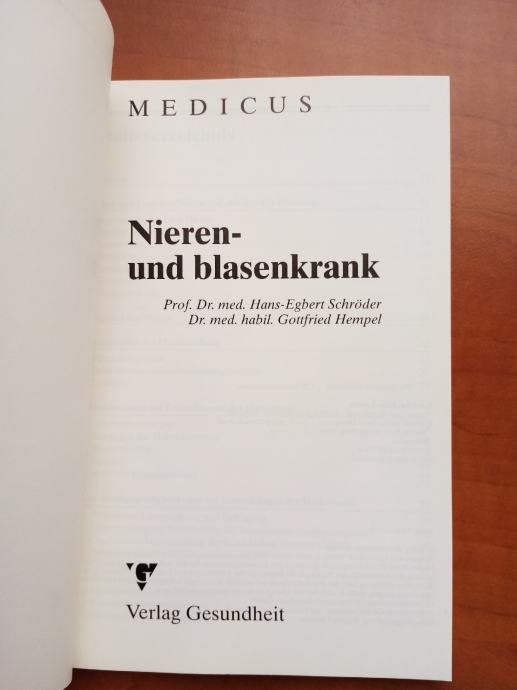 MEDICUS
Nieren-
und blasenkrank
Prof. Dr. med. Hans-Egbert Schröder
Dr. med. habil. Gottfried Hempel
Verlag Gesundheit